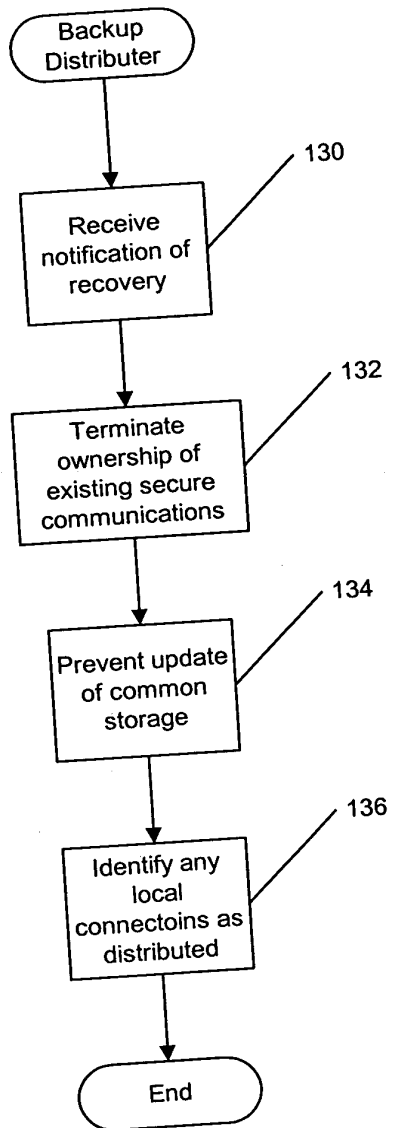 Backup
Distributer
130
Receive
notification of
recovery
132
Terminate
ownership of
existing secure
communications
134
Prevent update
of common
storage
136
Identify any
local
connectoins as
distributed
End